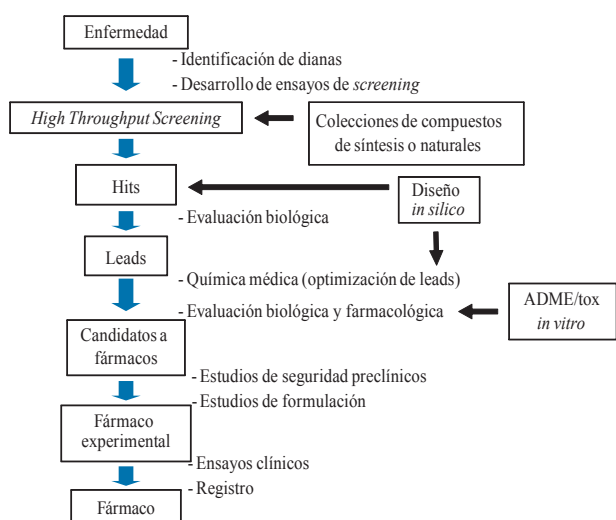 Enfermedad
- Identificación de dianas
- Desarrollo de ensayos de screening
High Throughput Screening
Colecciones de compuestos
de síntesis o naturales
Hits
Diseño
in silico
- Evaluación biológica
Leads
- Química médica (optimización de leads)
- Evaluación biológica y farmacológica
ADME/tox
in vitro
Candidatos a
fármacos
- Estudios de seguridad preclínicos
- Estudios de formulación
Fármaco
experimental
- Ensayos clínicos
- Registro
Fármaco